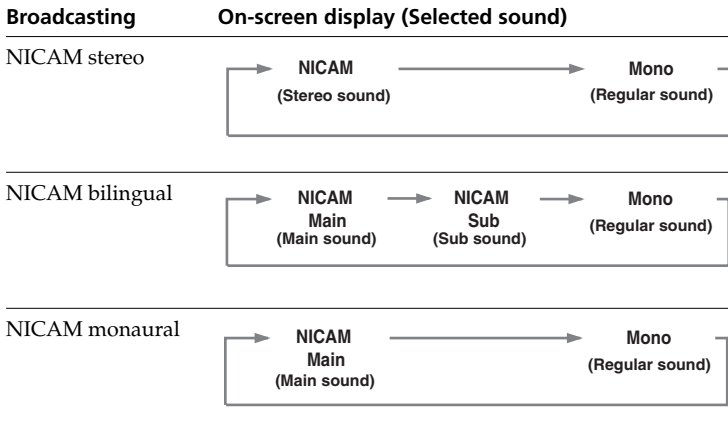 Broadcasting On-screen display (Selected sound)
NICAM stereo
NICAM Mono
(Stereo sound) (Regular sound)
NICAM bilingual
NICAM NICAM Mono
Main Sub (Regular sound)
(Main sound) (Sub sound)
NICAM monaural
NICAM Mono
Main (Regular sound)
(Main sound)